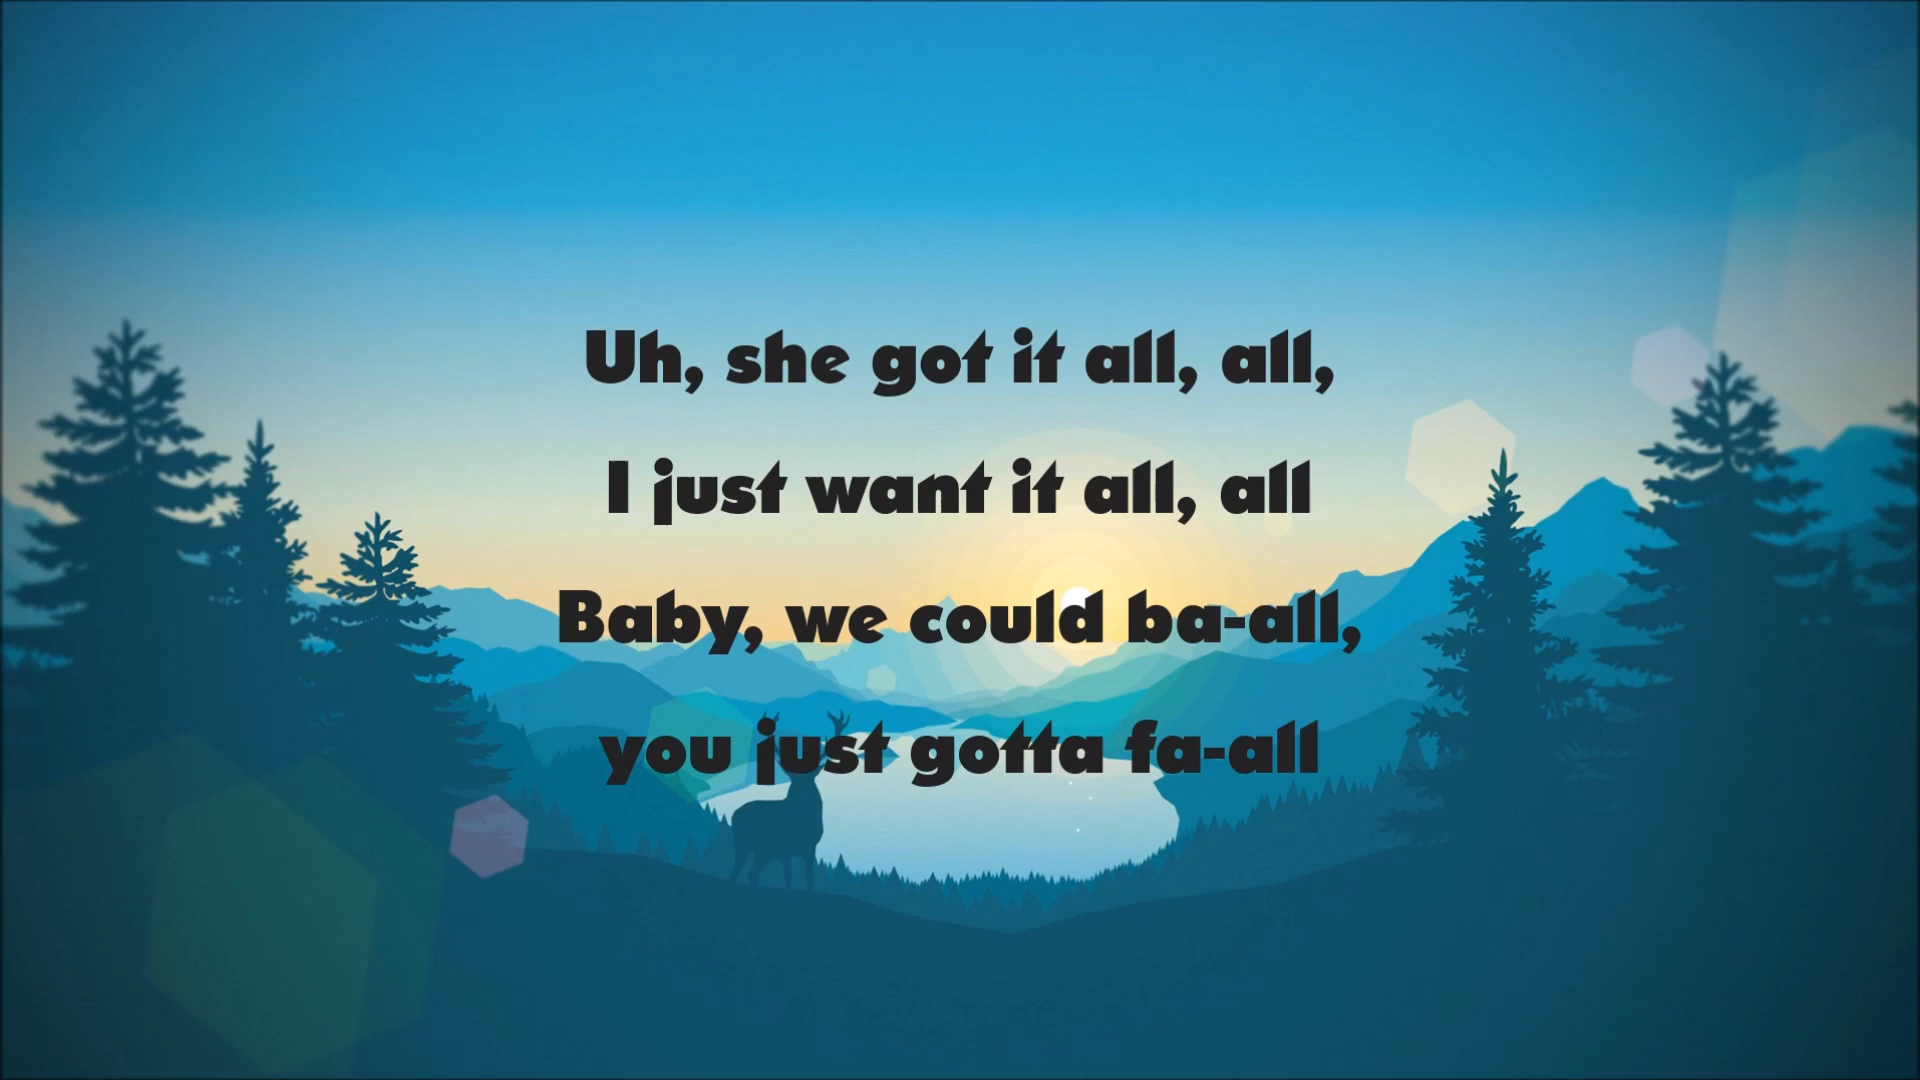 Uh, she got it all, all,
I just want it all, all
Baby, we could ba-all,
you just gotta fa-all